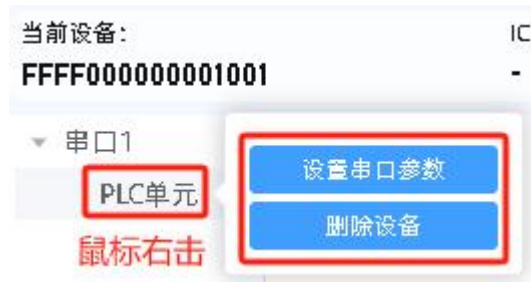 当前设备：
IC
FFFF000000001001
-
串口1
设置串口参数
PLC单元
删除设备
鼠标右击